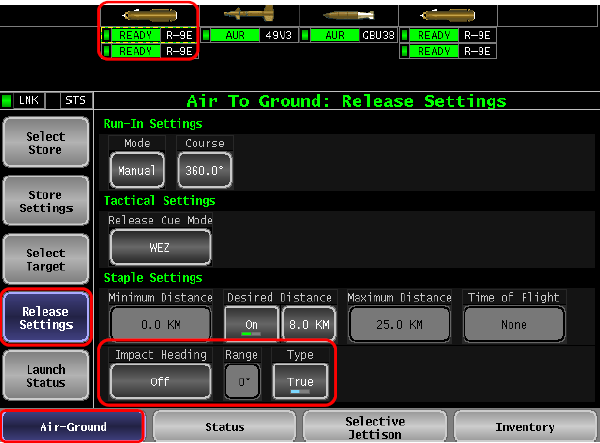 READY R-9E AUR 49V3 AUR GBU38 READY R-9E
READY R-9E READY R-9E
LNK STS
Air To Ground: Release Settings
Select
Store
Store
Settings
Select
Target
Release
Settings
Launch
Status
Run-In Settings
Mode Course
Manual 360.0°
Tactical Settings
Release Cue Mode
WEZ
Staple Settings
Minimum Distance Desired Distance Maximum Distance Time of Flight
0.0 KM On 8.0 KM 25.0 KM None
Impact Heading Range Type
Off 0° True
Air-Ground Status Selective Inventory
Jettison